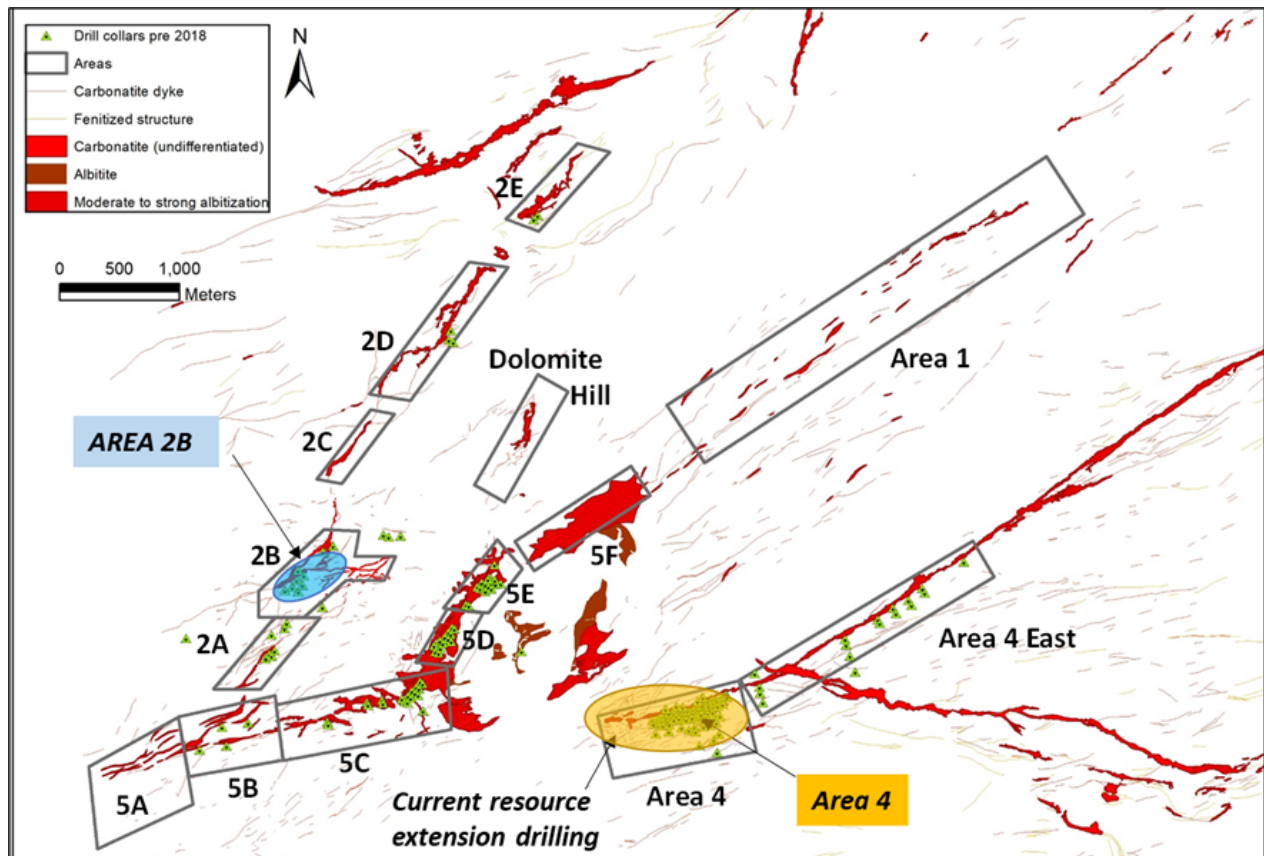 Drill collars pre 2018
Areas
Carbonatite dyke
Fenitized structure
Carbonatite (undifferentiated)
Albitite
Moderate to strong albitization
N
0 500 1,000
Meters
2E
2D
Dolomite
Hill
Area 1
2C
AREA 2B
2B
5F
5E
2A
5D
Area 4 East
5A
5B
5C
Current resource
extension drilling
Area 4
Area 4